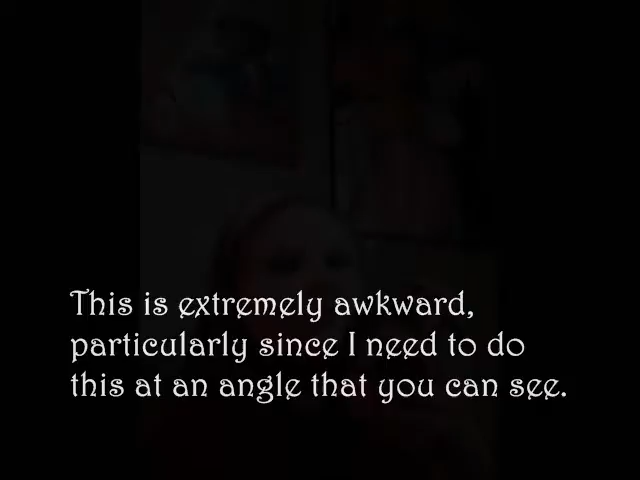 This is extremely awkward,
particularly since I need to do
this at an angle that you can see.